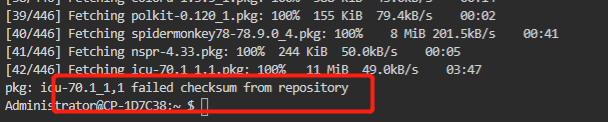 [39/446] Fetching polkit-0.120_1.pkg: 100% 358 KiB 79.4kB/s 00:02
[40/446] Fetching spidermonkey78-78.9.0_4.pkg: 100% 8 MiB 201.5kB/s 00:41
[41/446] Fetching nspr-4.33.pkg: 100% 244 KiB 50.0kB/s 00:05
[42/446] Fetching icu-70.1_1,1.pkg: 100% 11 MiB 49.0kB/s 03:47
pkg: icu-70.1_1,1 failed checksum from repository
Administrator@CP-1D7C38:~ $